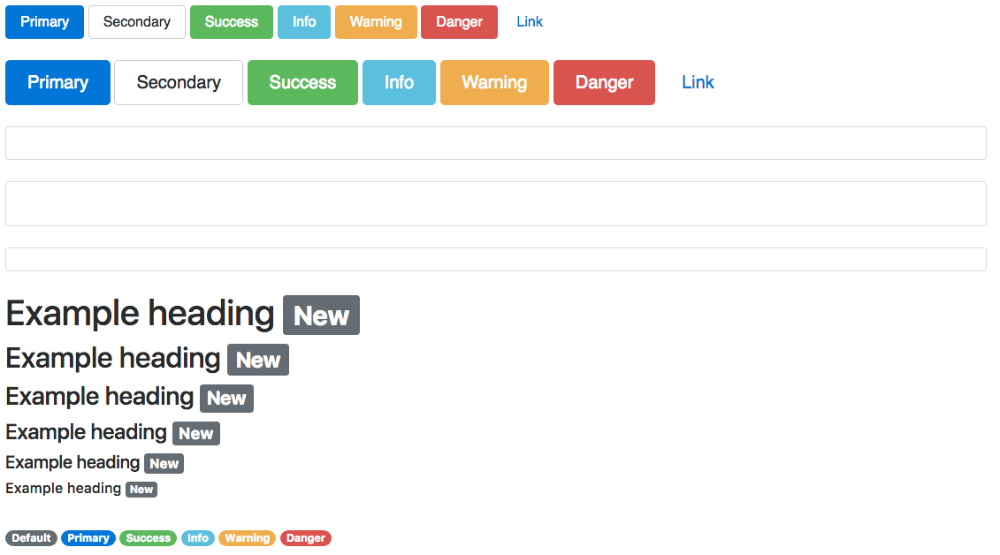 Primary Secondary Success Info Warning Danger Link
Primary Secondary Success Info Warning Danger Link
Example heading New
Example heading New
Example heading New
Example heading New
Example heading New
Example heading New
Default Primary Success Info Warning Danger